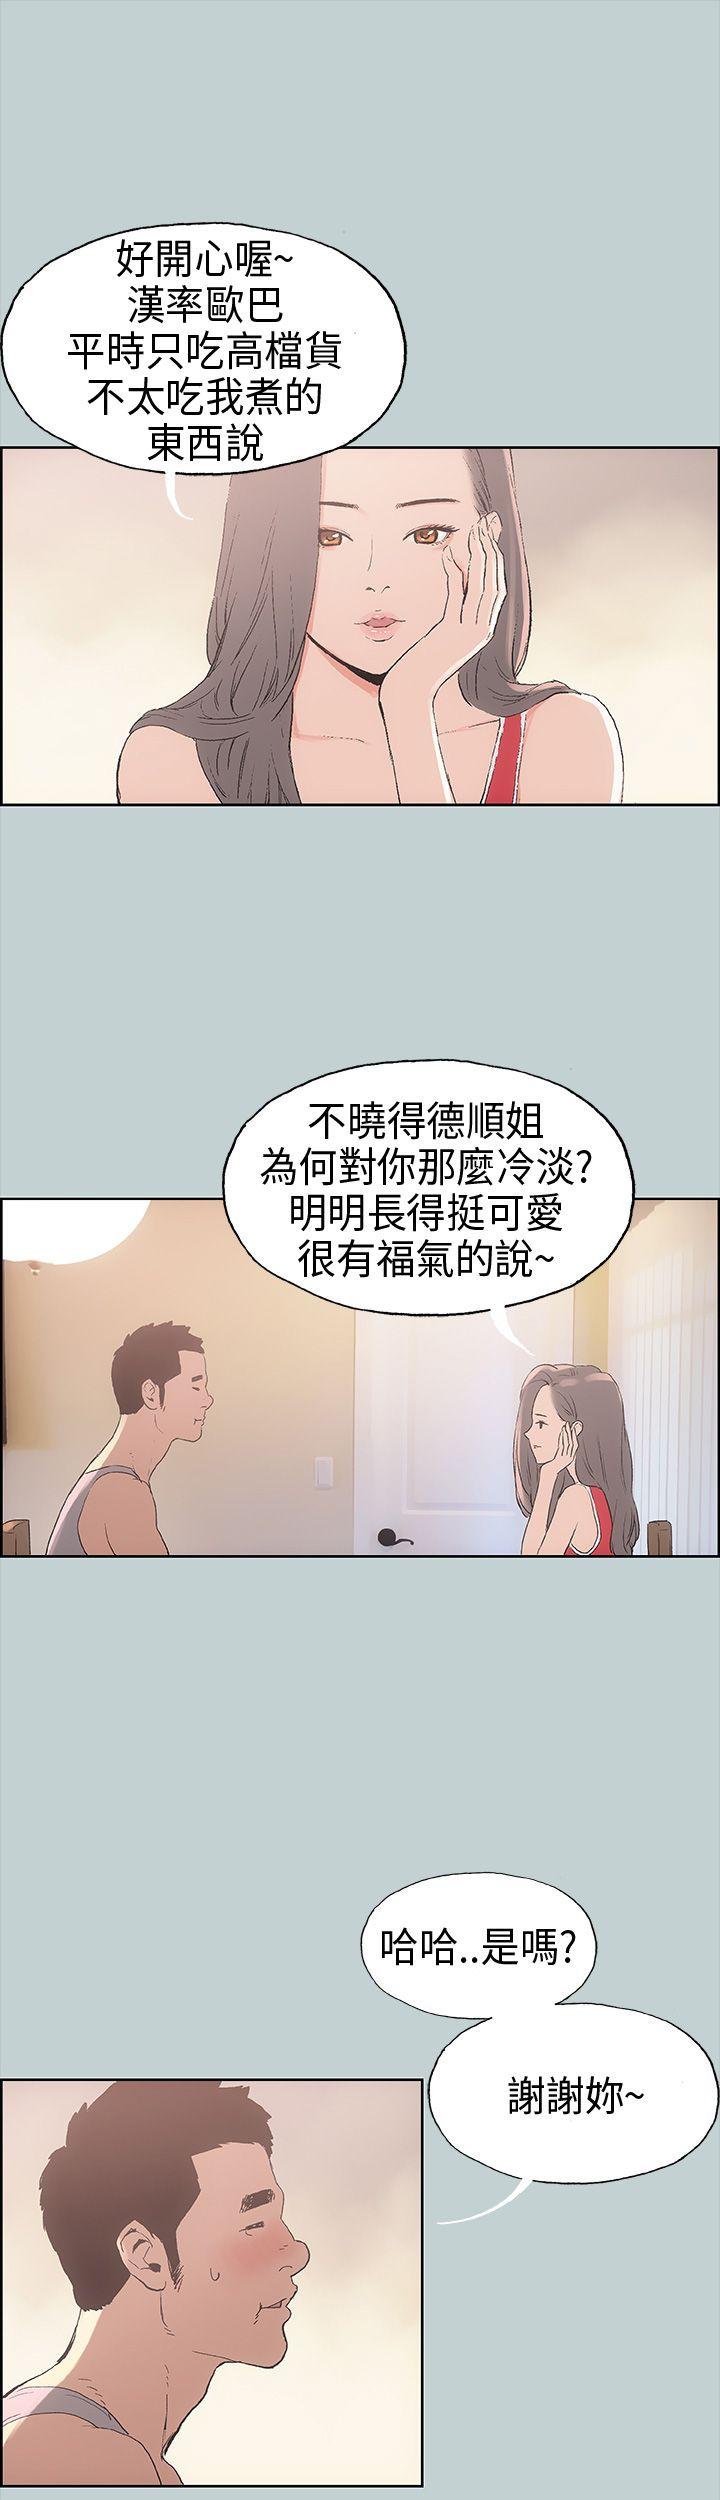 好開心喔~
漢率歐巴
平時只吃高檔貨
不太吃我煮的
東西說
不曉得德順姐
為何對你那麼冷淡?
明明長得挺可愛
很有福氣的說~
哈哈..是嗎?
謝謝妳~